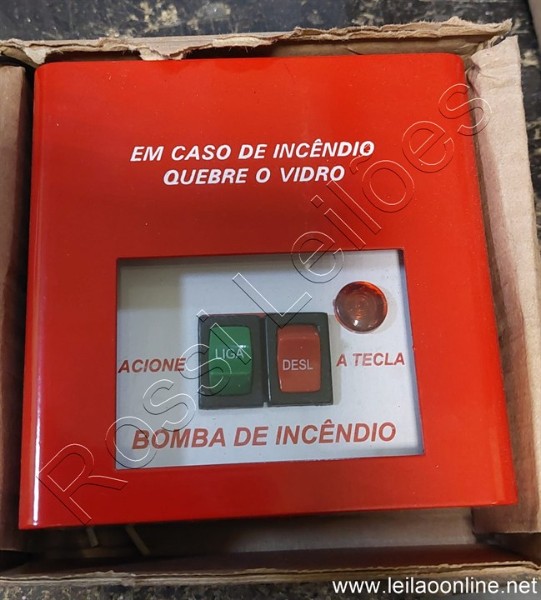 EM CASO DE INCÊNDIO
QUEBRE O VIDRO
ACIONE LIGA DESL A TECLA
BOMBA DE INCÊNDIO
Rossi Leilões
www.leilaoonline.net